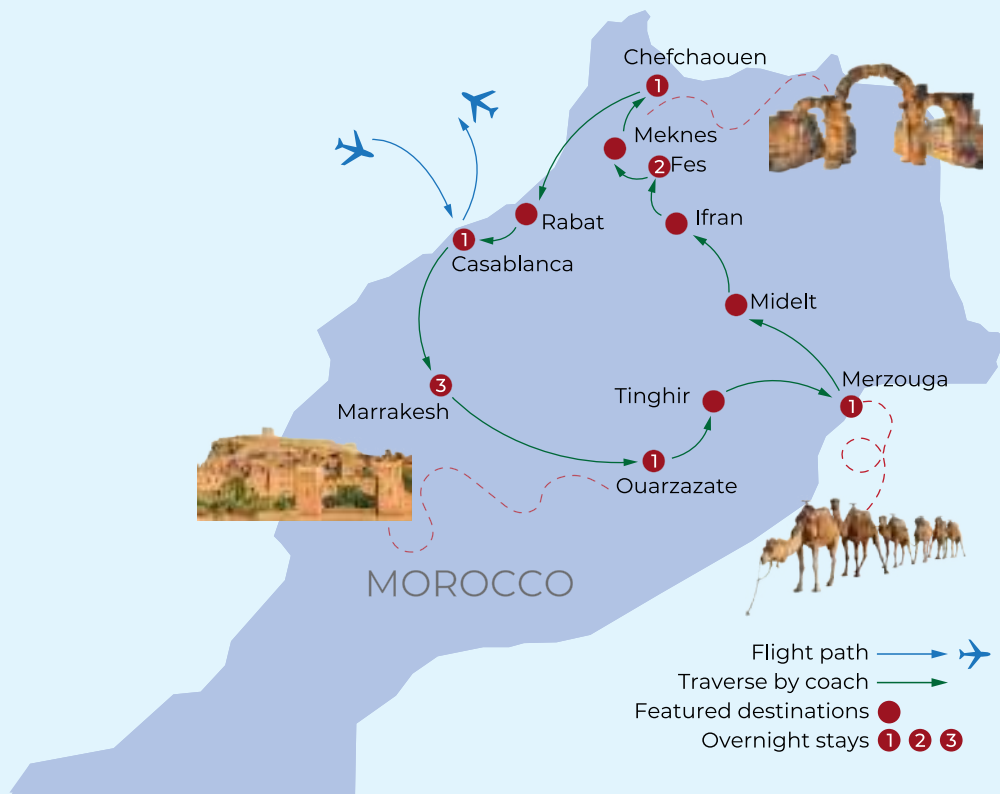 Chefchaouen
1
Meknes
2
Fes
Ifran
Rabat
1
Casablanca
Midelt
Merzouga
1
Tinghir
3
Marrakesh
1
Ouarzazate
MOROCCO
Flight path
Traverse by coach
Featured destinations
Overnight stays 1 2 3